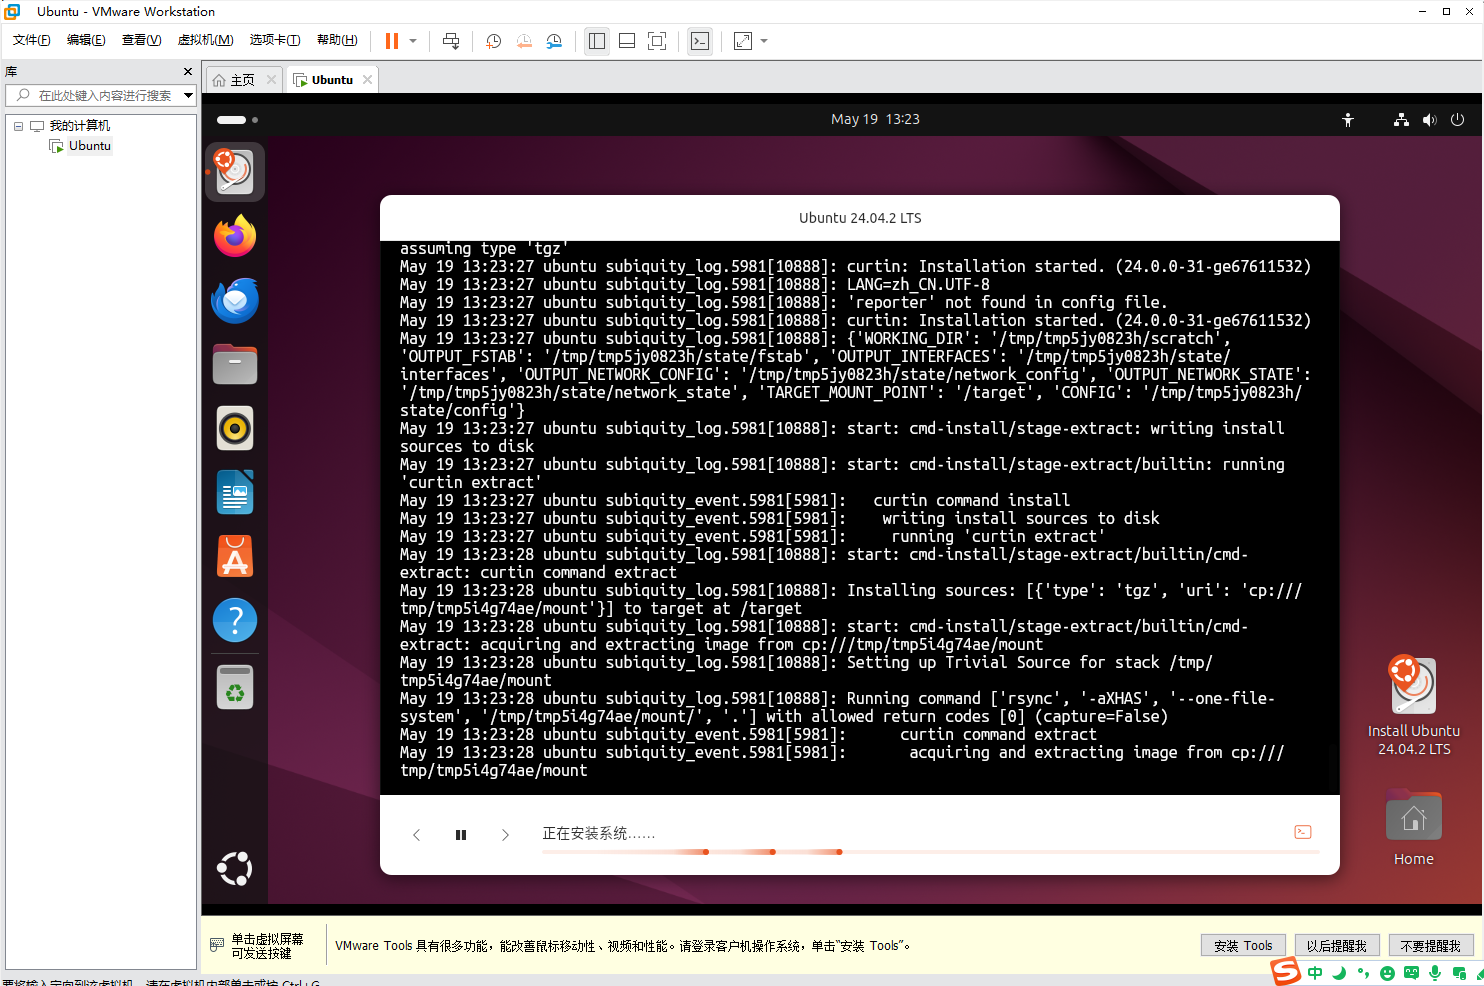 Ubuntu - VMware Workstation
文件(F) 编辑(E) 查看(V) 虚拟机(M) 选项卡(T) 帮助(H)
库
在此处键入内容进行搜索
我的计算机
Ubuntu
主页
Ubuntu
May 19 13:23
Ubuntu 24.04.2 LTS
assuming type 'tgz'
May 19 13:23:27 ubuntu subiquity_log.5981[10888]: curtin: Installation started. (24.0.0-31-ge67611532)
May 19 13:23:27 ubuntu subiquity_log.5981[10888]: LANG=zh_CN.UTF-8
May 19 13:23:27 ubuntu subiquity_log.5981[10888]: 'reporter' not found in config file.
May 19 13:23:27 ubuntu subiquity_log.5981[10888]: curtin: Installation started. (24.0.0-31-ge67611532)
May 19 13:23:27 ubuntu subiquity_log.5981[10888]: {'WORKING_DIR': '/tmp/tmp5jy0823h/scratch',
'OUTPUT_FSTAB': '/tmp/tmp5jy0823h/state/fstab', 'OUTPUT_INTERFACES': '/tmp/tmp5jy0823h/state/
interfaces', 'OUTPUT_NETWORK_CONFIG': '/tmp/tmp5jy0823h/state/network_config', 'OUTPUT_NETWORK_STATE':
'/tmp/tmp5jy0823h/state/network_state', 'TARGET_MOUNT_POINT': '/target', 'CONFIG': '/tmp/tmp5jy0823h/
state/config'}
May 19 13:23:27 ubuntu subiquity_log.5981[10888]: start: cmd-install/stage-extract: writing install
sources to disk
May 19 13:23:27 ubuntu subiquity_log.5981[10888]: start: cmd-install/stage-extract/builtin: running
'curtin extract'
May 19 13:23:27 ubuntu subiquity_event.5981[5981]:   curtin command install
May 19 13:23:27 ubuntu subiquity_event.5981[5981]:    writing install sources to disk
May 19 13:23:27 ubuntu subiquity_event.5981[5981]:     running 'curtin extract'
May 19 13:23:28 ubuntu subiquity_log.5981[10888]: start: cmd-install/stage-extract/builtin/cmd-
extract: curtin command extract
May 19 13:23:28 ubuntu subiquity_log.5981[10888]: Installing sources: [{'type': 'tgz', 'uri': 'cp:///
tmp/tmp5i4g74ae/mount'}] to target at /target
May 19 13:23:28 ubuntu subiquity_log.5981[10888]: start: cmd-install/stage-extract/builtin/cmd-
extract: acquiring and extracting image from cp:///tmp/tmp5i4g74ae/mount
May 19 13:23:28 ubuntu subiquity_log.5981[10888]: Setting up Trivial Source for stack /tmp/
tmp5i4g74ae/mount
May 19 13:23:28 ubuntu subiquity_log.5981[10888]: Running command ['rsync', '-aXHAS', '--one-file-
system', '/tmp/tmp5i4g74ae/mount/', '.'] with allowed return codes [0] (capture=False)
May 19 13:23:28 ubuntu subiquity_event.5981[5981]:      curtin command extract
May 19 13:23:28 ubuntu subiquity_event.5981[5981]:       acquiring and extracting image from cp:///
tmp/tmp5i4g74ae/mount
正在安装系统……
Install Ubuntu
24.04.2 LTS
Home
单击虚拟屏幕
可发送按键
VMware Tools 具有很多功能，能改善鼠标移动性、视频和性能。请登录客户机操作系统，单击“安装 Tools”。
安装 Tools
以后提醒我
不要提醒我
中
要将输入定向到该虚拟机，请在虚拟机内部单击或按 Ctrl+G